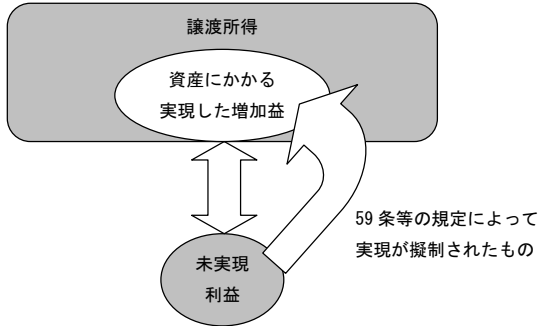 譲渡所得
資産にかかる
実現した増加益
59 条等の規定によって
実現が擬制されたもの
未実現
利益